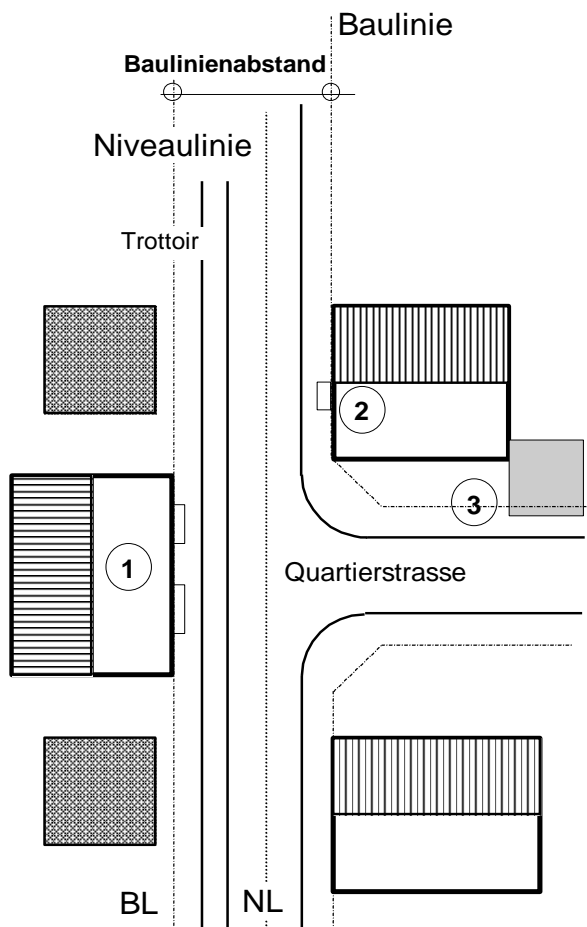 Baulinie
Baulinienabstand
Niveaulinie
Trottoir
2
3
1
Quartierstrasse
BL
NL